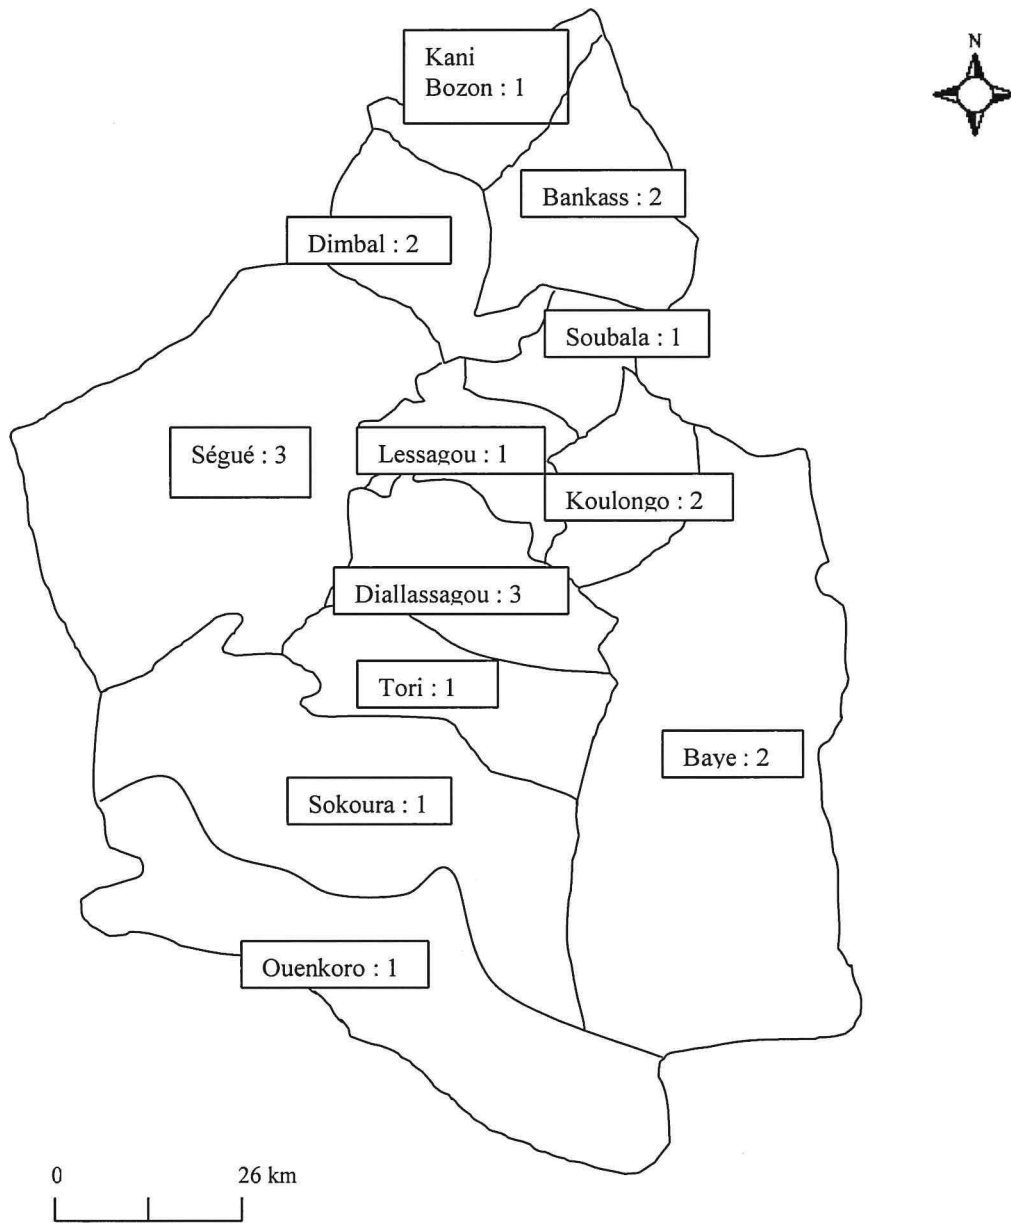 N
Kani
Bozon : 1
Bankass : 2
Dimbal : 2
Soubala : 1
Ségué : 3
Lessagou : 1
Koulongo : 2
Diallassagou : 3
Tori : 1
Baye : 2
Sokoura : 1
Ouenkoro : 1
0 26 km